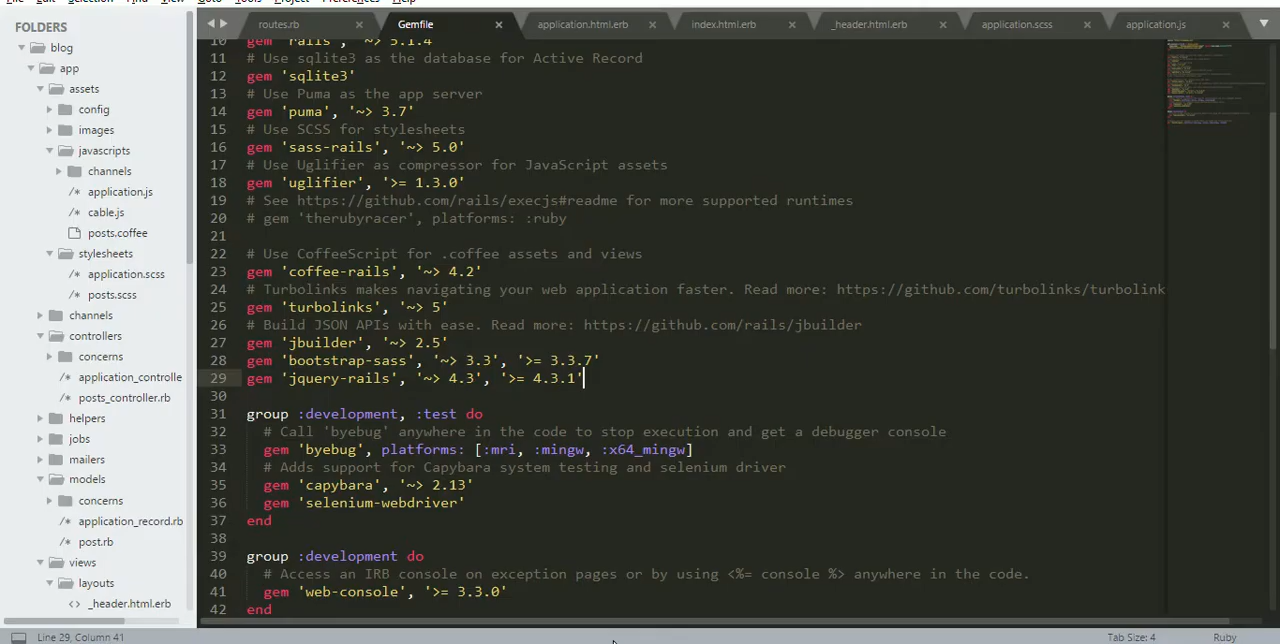 Selection Find View Goto Tools Project Preferences Help
FOLDERS
blog
app
assets
config
images
javascripts
channels
application.js
cable.js
posts.coffee
stylesheets
application.scss
posts.scss
channels
controllers
concerns
application_controlle
posts_controller.rb
helpers
jobs
mailers
models
concerns
application_record.rb
post.rb
views
layouts
_header.html.erb
routes.rb
Gemfile
application.html.erb
index.html.erb
_header.html.erb
application.scss
application.js
10 gem 'rails', '~> 5.1.4'
11 # Use sqlite3 as the database for Active Record
12 gem 'sqlite3'
13 # Use Puma as the app server
14 gem 'puma', '~> 3.7'
15 # Use SCSS for stylesheets
16 gem 'sass-rails', '~> 5.0'
17 # Use Uglifier as compressor for JavaScript assets
18 gem 'uglifier', '>= 1.3.0'
19 # See https://github.com/rails/execjs#readme for more supported runtimes
20 # gem 'therubyracer', platforms: :ruby
21
22 # Use CoffeeScript for .coffee assets and views
23 gem 'coffee-rails', '~> 4.2'
24 # Turbolinks makes navigating your web application faster. Read more: https://github.com/turbolinks/turbolink
25 gem 'turbolinks', '~> 5'
26 # Build JSON APIs with ease. Read more: https://github.com/rails/jbuilder
27 gem 'jbuilder', '~> 2.5'
28 gem 'bootstrap-sass', '~> 3.3', '>= 3.3.7'
29 gem 'jquery-rails', '~> 4.3', '>= 4.3.1'
30
31 group :development, :test do
32 # Call 'byebug' anywhere in the code to stop execution and get a debugger console
33 gem 'byebug', platforms: [:mri, :mingw, :x64_mingw]
34 # Adds support for Capybara system testing and selenium driver
35 gem 'capybara', '~> 2.13'
36 gem 'selenium-webdriver'
37 end
38
39 group :development do
40 # Access an IRB console on exception pages or by using <%= console %> anywhere in the code.
41 gem 'web-console', '>= 3.3.0'
42 end
Line 29, Column 41
Tab Size: 4
Ruby